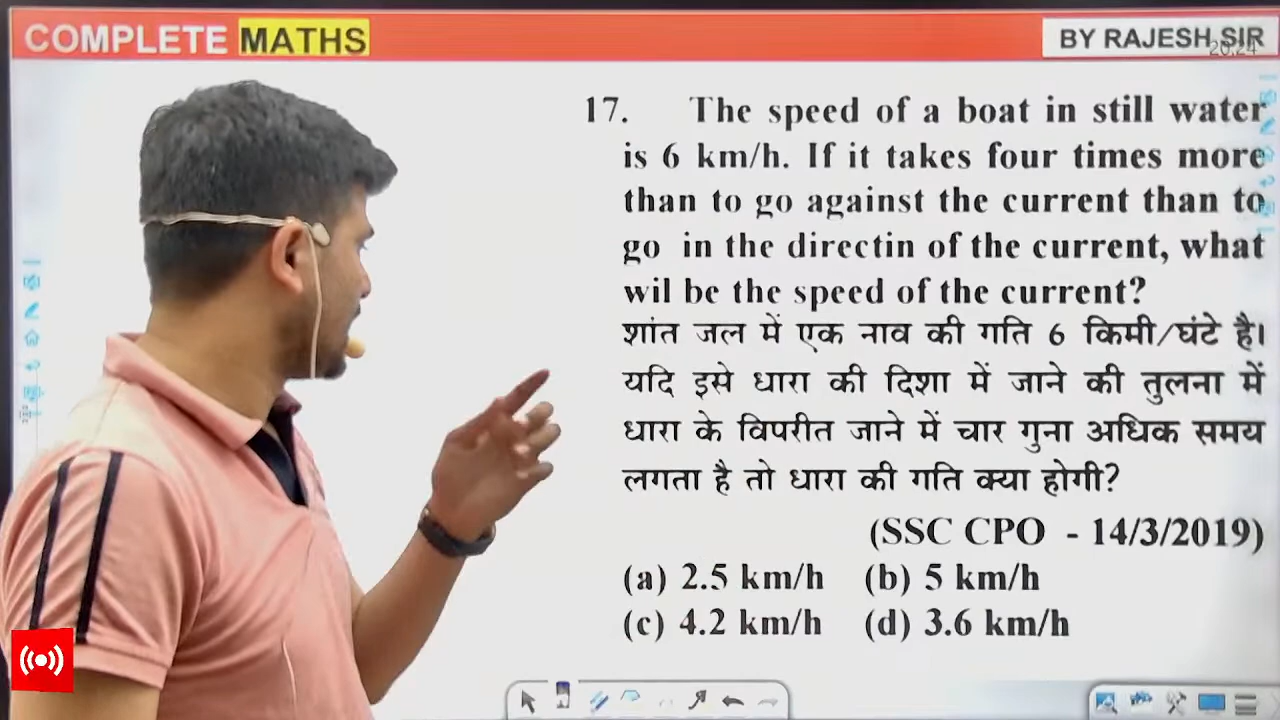 COMPLETE MATHS
BY RAJESH SIR
20:24
17. The speed of a boat in still water
is 6 km/h. If it takes four times more
than to go against the current than to
go in the directin of the current, what
wil be the speed of the current?
शांत जल में एक नाव की गति 6 किमी/घंटे है।
यदि इसे धारा की दिशा में जाने की तुलना में
धारा के विपरीत जाने में चार गुना अधिक समय
लगता है तो धारा की गति क्या होगी?
(SSC CPO - 14/3/2019)
(a) 2.5 km/h (b) 5 km/h
(c) 4.2 km/h (d) 3.6 km/h